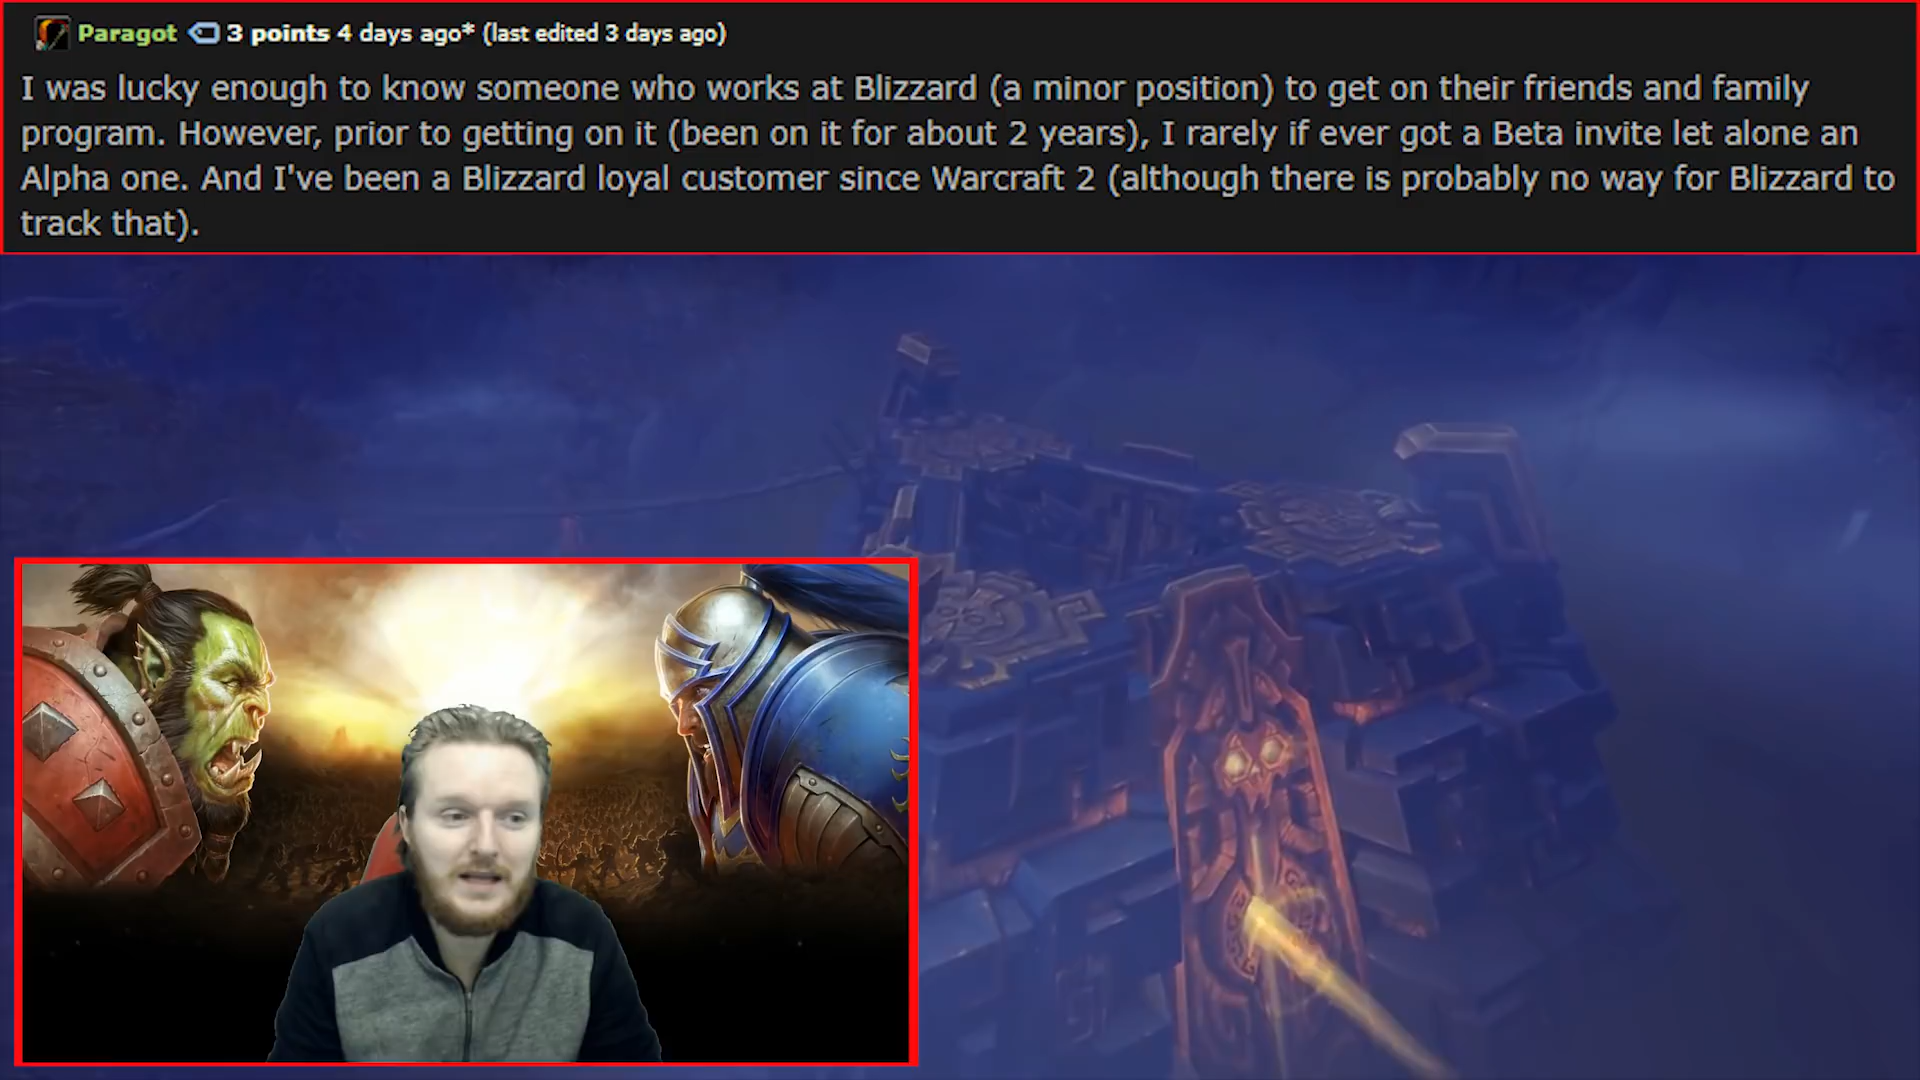 Paragot 3 points 4 days ago* (last edited 3 days ago)
I was lucky enough to know someone who works at Blizzard (a minor position) to get on their friends and family
program. However, prior to getting on it (been on it for about 2 years), I rarely if ever got a Beta invite let alone an
Alpha one. And I've been a Blizzard loyal customer since Warcraft 2 (although there is probably no way for Blizzard to
track that).